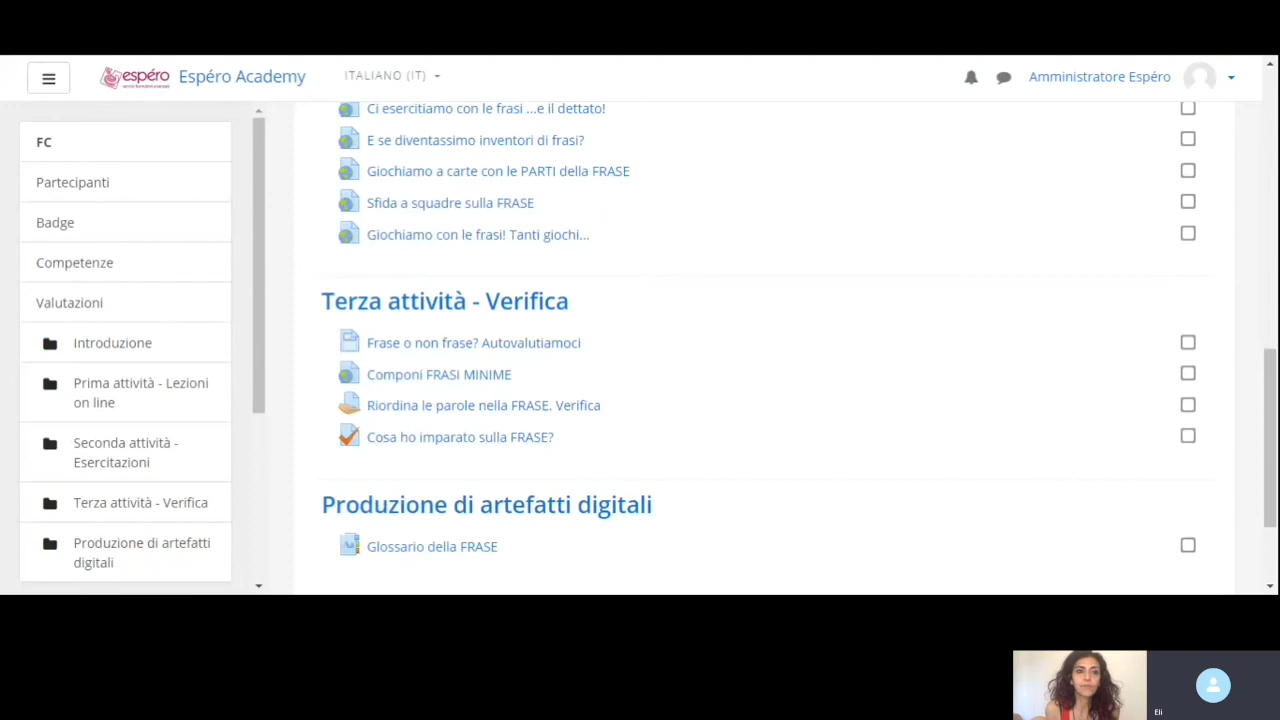 espéro
Espéro Academy
ITALIANO (IT)
Amministratore Espéro
FC
Partecipanti
Badge
Competenze
Valutazioni
Introduzione
Prima attività - Lezioni
on line
Seconda attività -
Esercitazioni
Terza attività - Verifica
Produzione di artefatti
digitali
Ci esercitiamo con le frasi ...e il dettato!
E se diventassimo inventori di frasi?
Giochiamo a carte con le PARTI della FRASE
Sfida a squadre sulla FRASE
Giochiamo con le frasi! Tanti giochi...
Terza attività - Verifica
Frase o non frase? Autovalutiamoci
Componi FRASI MINIME
Riordina le parole nella FRASE. Verifica
Cosa ho imparato sulla FRASE?
Produzione di artefatti digitali
Glossario della FRASE
Eli